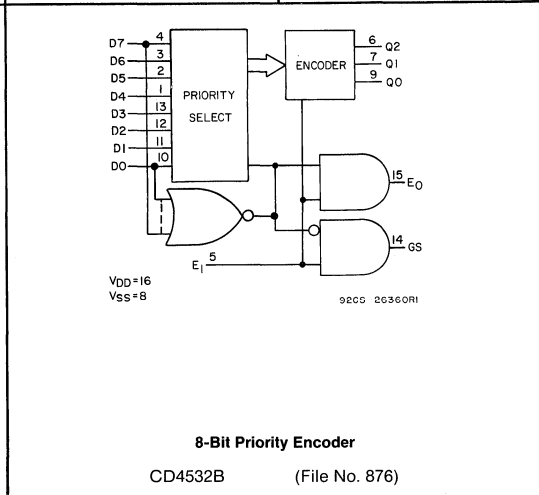 D7 4
D6 3
D5 2
D4 1
D3 13
D2 12
D1 11
D0 10
PRIORITY
SELECT
ENCODER
6 Q2
7 Q1
9 Q0
15 EO
14 GS
EI 5
VDD=16
VSS=8
92CS 26360R1
8-Bit Priority Encoder
CD4532B (File No. 876)